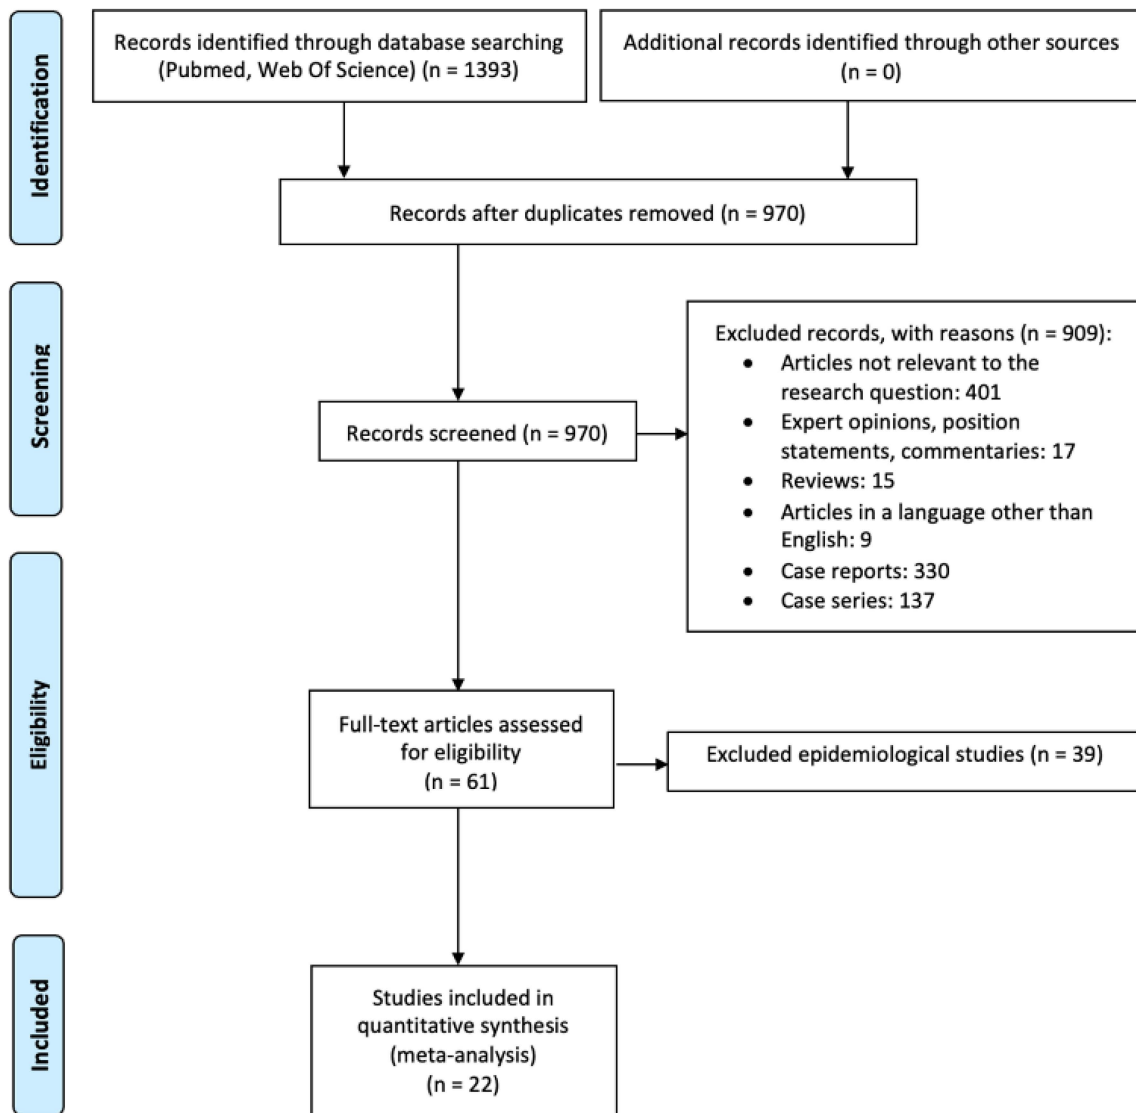 Identification
Records identified through database searching
(Pubmed, Web Of Science) (n = 1393)
Additional records identified through other sources
(n = 0)
Records after duplicates removed (n = 970)
Screening
Records screened (n = 970)
Excluded records, with reasons (n = 909):
• Articles not relevant to the
research question: 401
• Expert opinions, position
statements, commentaries: 17
• Reviews: 15
• Articles in a language other than
English: 9
• Case reports: 330
• Case series: 137
Eligibility
Full-text articles assessed
for eligibility
(n = 61)
Excluded epidemiological studies (n = 39)
Included
Studies included in
quantitative synthesis
(meta-analysis)
(n = 22)